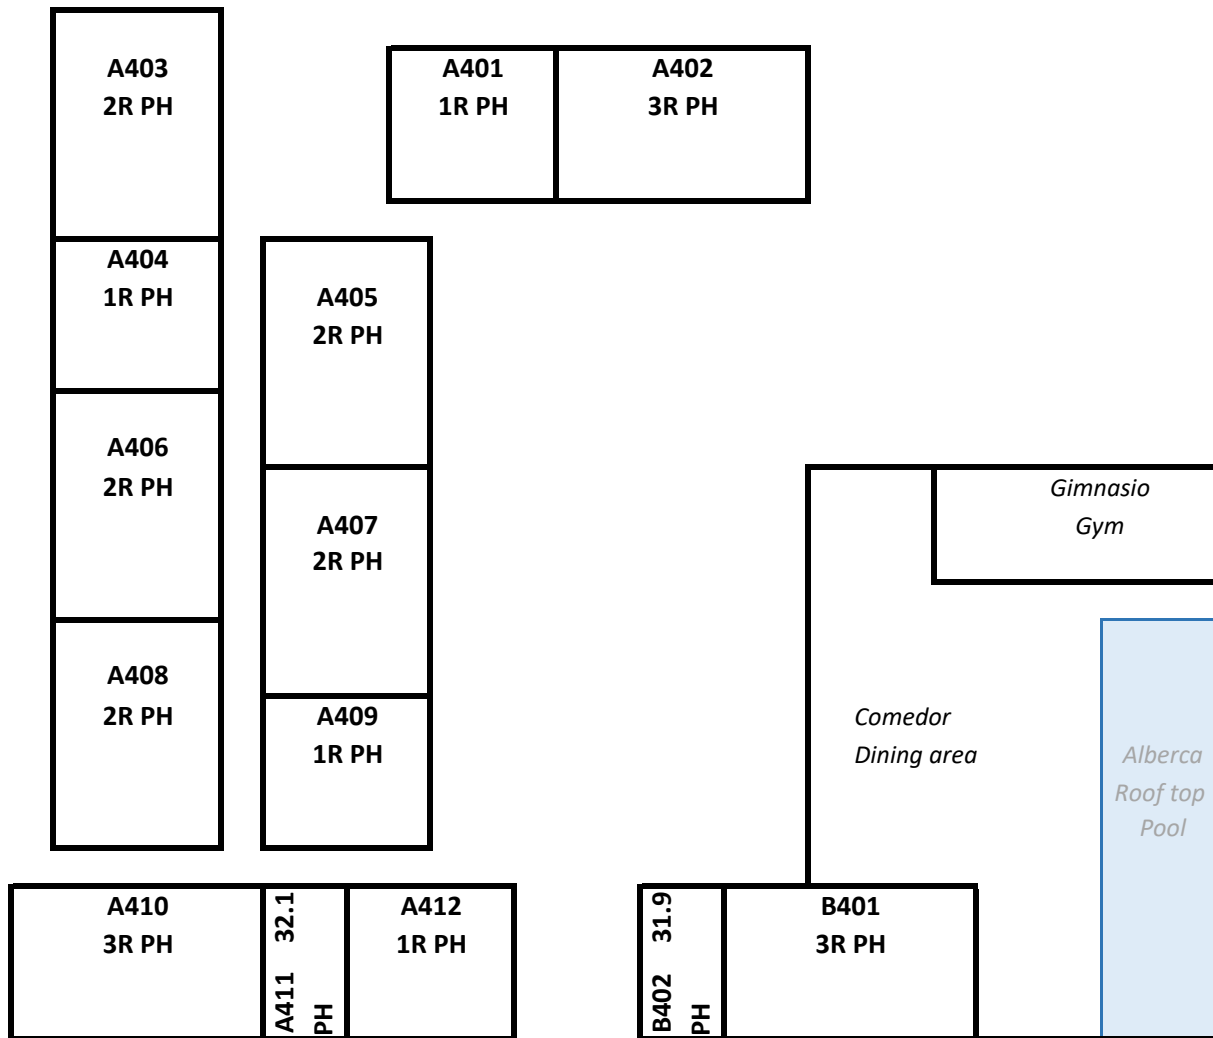 A403
2R PH
A401
1R PH
A402
3R PH
A404
1R PH
A405
2R PH
A406
2R PH
A407
2R PH
Gimnasio
Gym
A408
2R PH
A409
1R PH
Comedor
Dining area
Alberca
Roof top
Pool
A410
3R PH
A411 32.1
PH
A412
1R PH
B402 31.9
PH
B401
3R PH